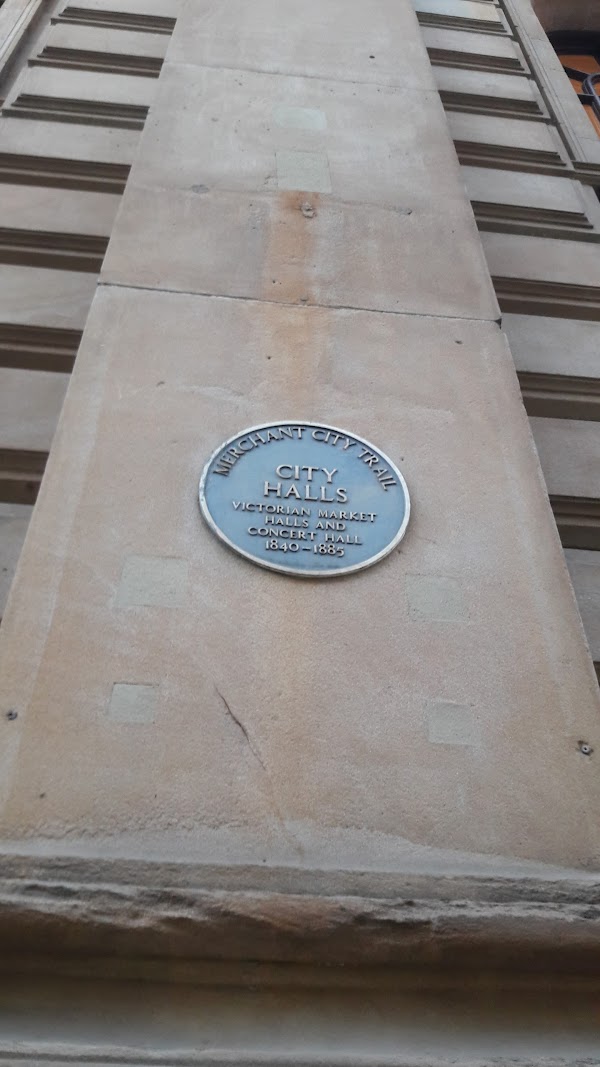 MERCHANT CITY TRAIL
CITY
HALLS
VICTORIAN MARKET
HALLS AND
CONCERT HALL
1840-1885